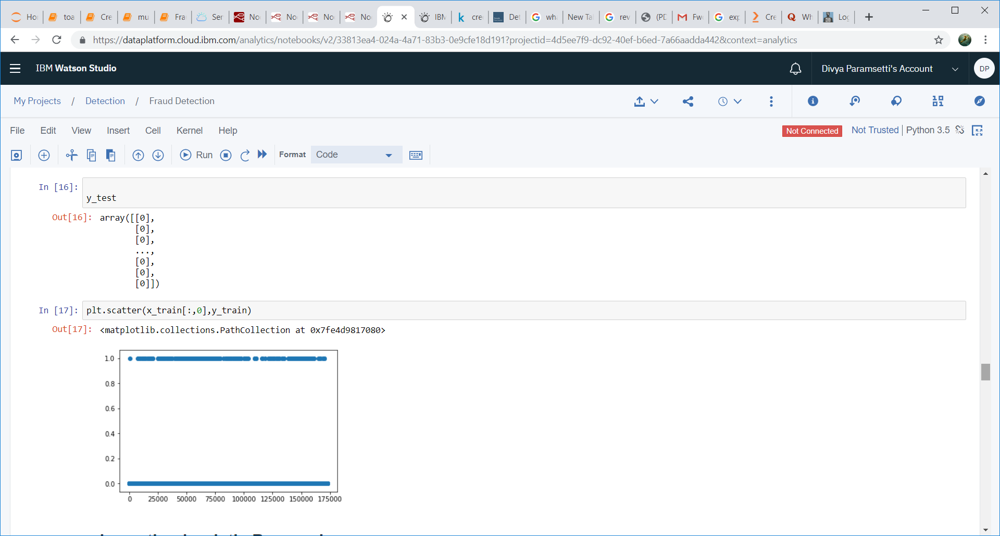 Ho toa Cre mu Fra Ser No No No No IBM cre Det wha New Ta rev (PD Fw exp Cre Wh Log
https://dataplatform.cloud.ibm.com/analytics/notebooks/v2/33813ea4-024a-4a71-83b3-0e9cfe18d191?projectid=4d5ee7f9-dc92-40ef-b6ed-7a66aadda442&context=analytics
IBM Watson Studio
Divya Paramsetti's Account
DP
My Projects / Detection / Fraud Detection
File Edit View Insert Cell Kernel Help
Not Connected Not Trusted | Python 3.5
Run Format Code
In [16]:
y_test
Out[16]: array([[0],
[0],
[0],
...,
[0],
[0],
[0]])
In [17]: plt.scatter(x_train[:,0],y_train)
Out[17]: <matplotlib.collections.PathCollection at 0x7fe4d9817080>
1.0
0.8
0.6
0.4
0.2
0.0
0 25000 50000 75000 100000 125000 150000 175000